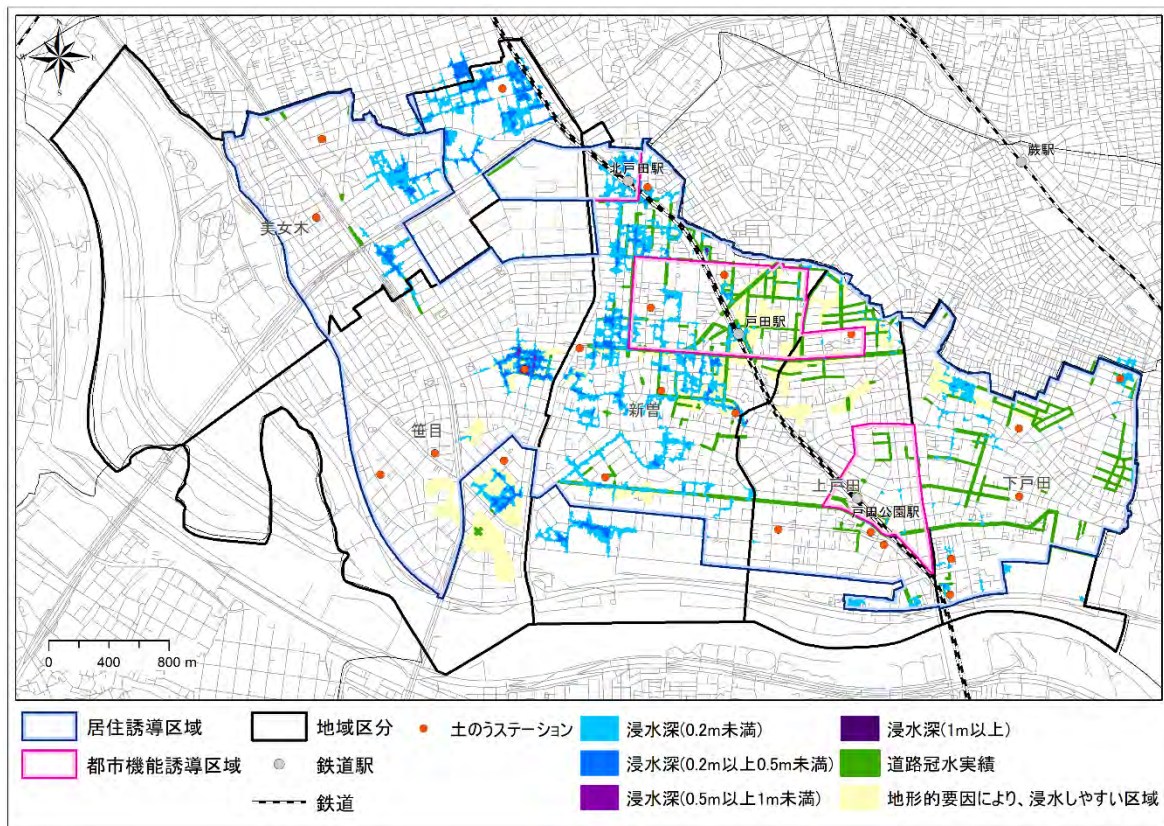 N
W
E
S
北戸田駅
蕨駅
美女木
戸田駅
新曽
笹目
上戸田
下戸田
戸田公園駅
0 400 800 m
居住誘導区域
地域区分
土のうステーション
浸水深(0.2m未満)
浸水深(1m以上)
都市機能誘導区域
鉄道駅
浸水深(0.2m以上0.5m未満)
道路冠水実績
鉄道
浸水深(0.5m以上1m未満)
地形的要因により、浸水しやすい区域